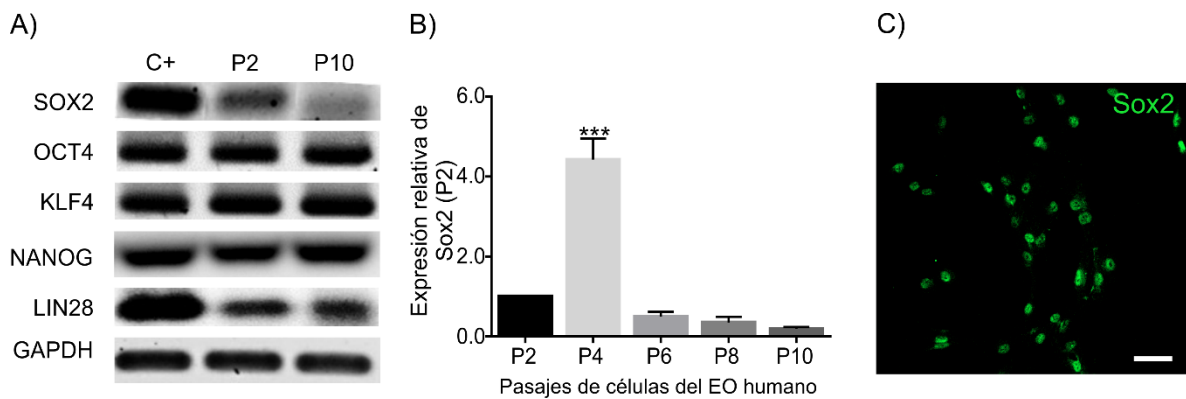 A)
C+ P2 P10
SOX2
OCT4
KLF4
NANOG
LIN28
GAPDH
B)
Expresión relativa de
Sox2 (P2)
6.0
4.0
2.0
0.0
***
P2 P4 P6 P8 P10
Pasajes de células del EO humano
C)
Sox2